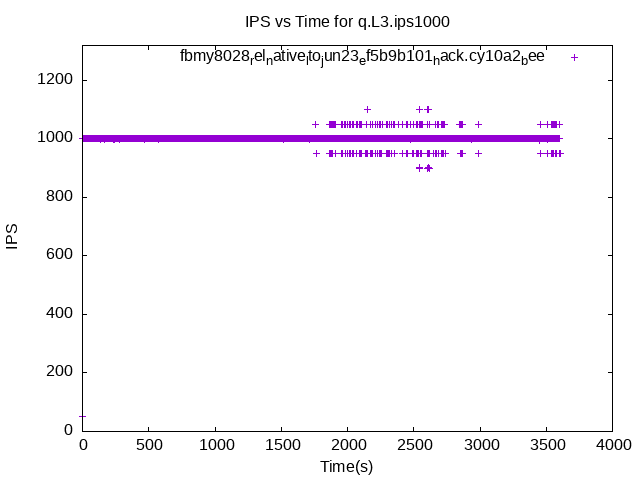 IPS vs Time for q.L3.ips1000
fbmy8028relnativeltojun23ef5b9b101hack.cy10a2bee
1200
1000
800
600
400
200
0
IPS
0 500 1000 1500 2000 2500 3000 3500 4000
Time(s)